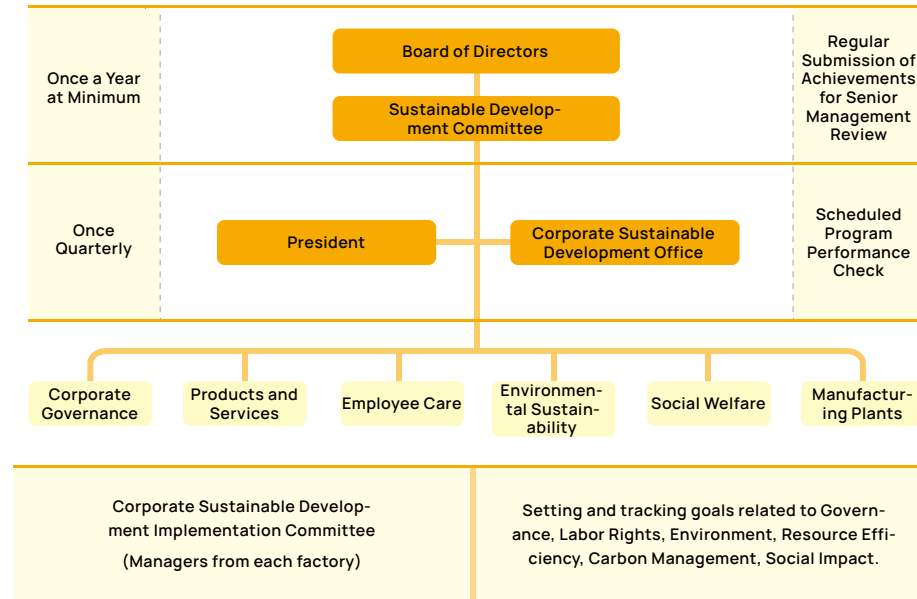 Once a Year
at Minimum
Board of Directors
Sustainable Develop-
ment Committee
Regular
Submission of
Achievements
for Senior
Management
Review
Once
Quarterly
President
Corporate Sustainable
Development Office
Scheduled
Program
Performance
Check
Corporate
Governance
Products and
Services
Employee Care
Environmen-
tal Sustain-
ability
Social Welfare
Manufactur-
ing Plants
Corporate Sustainable Develop-
ment Implementation Committee
(Managers from each factory)
Setting and tracking goals related to Govern-
ance, Labor Rights, Environment, Resource Effi-
ciency, Carbon Management, Social Impact.